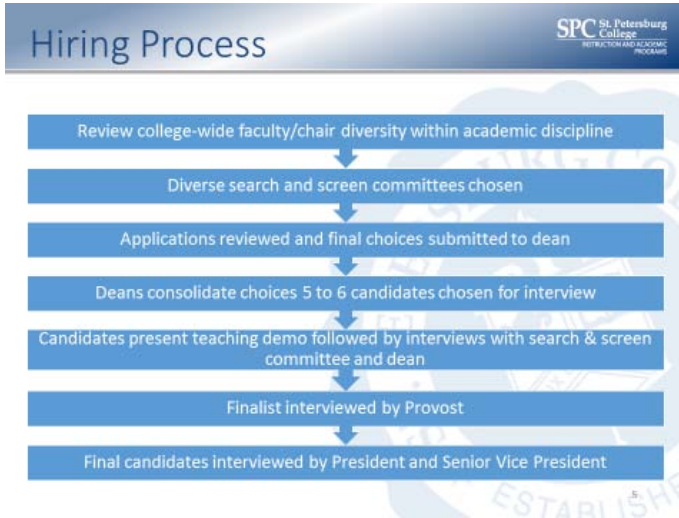 Hiring Process
SPC St. Petersburg
College
INSTRUCTION AND ACADEMIC
PROGRAMS
Review college-wide faculty/chair diversity within academic discipline
Diverse search and screen committees chosen
Applications reviewed and final choices submitted to dean
Deans consolidate choices 5 to 6 candidates chosen for interview
Candidates present teaching demo followed by interviews with search & screen
committee and dean
Finalist interviewed by Provost
Final candidates interviewed by President and Senior Vice President
5
ESTABLISHE